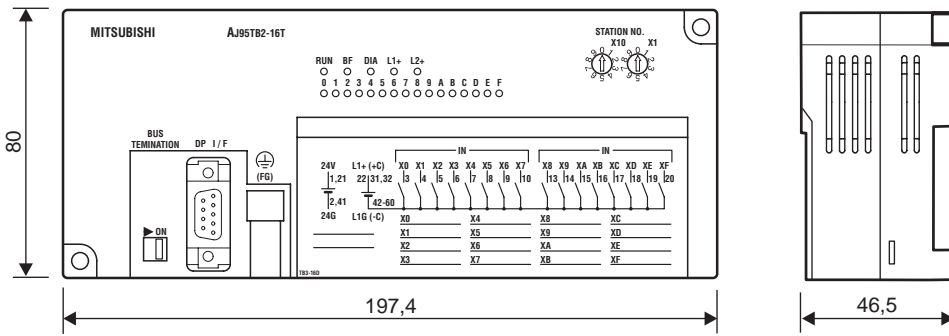 MITSUBISHI AJ95TB2-16T STATION NO.
X10 X1
RUN BF DIA L1+ L2+
0 1 2 3 4 5 6 7 8 9 A B C D E F
BUS
TEMINATION DP I/F
(FG)
ON
IN IN
24V L1+ (+C) X0 X1 X2 X3 X4 X5 X6 X7 X8 X9 XA XB XC XD XE XF
1,21 22 31,32 3 4 5 6 7 8 9 10 13 14 15 16 17 18 19 20
2,41 42-60
24G L1G (-C)
X0 X4 X8 XC
X1 X5 X9 XD
X2 X6 XA XE
X3 X7 XB XF
TB3-16D
80
197,4
46,5